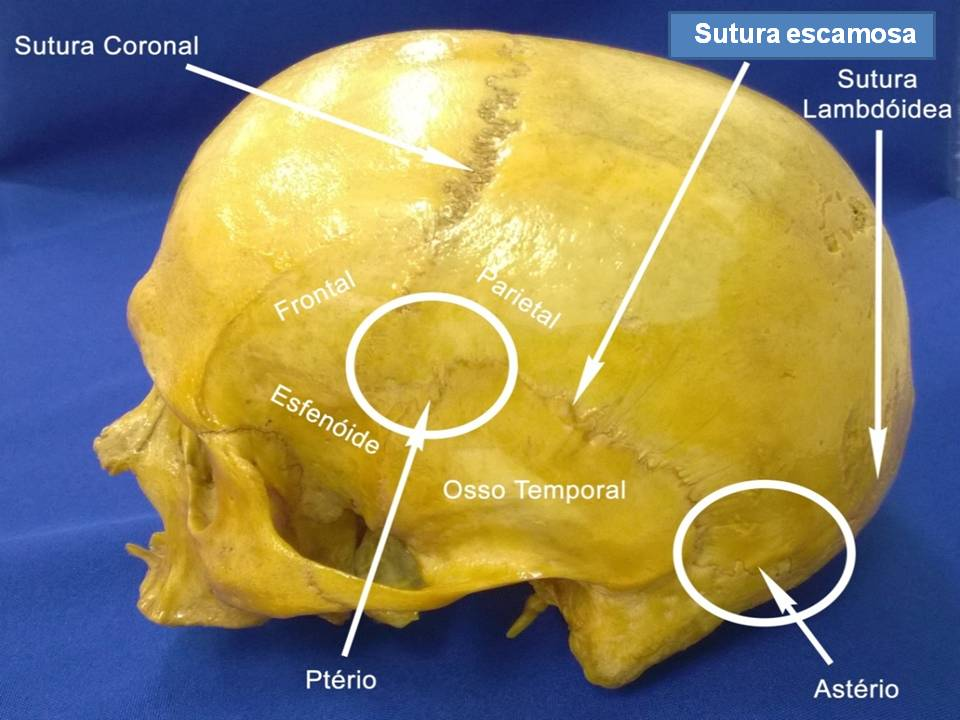 Sutura escamosa
Sutura Coronal
Sutura
Lambdóidea
Frontal
Parietal
Esfenóide
Osso Temporal
Ptério
Astério